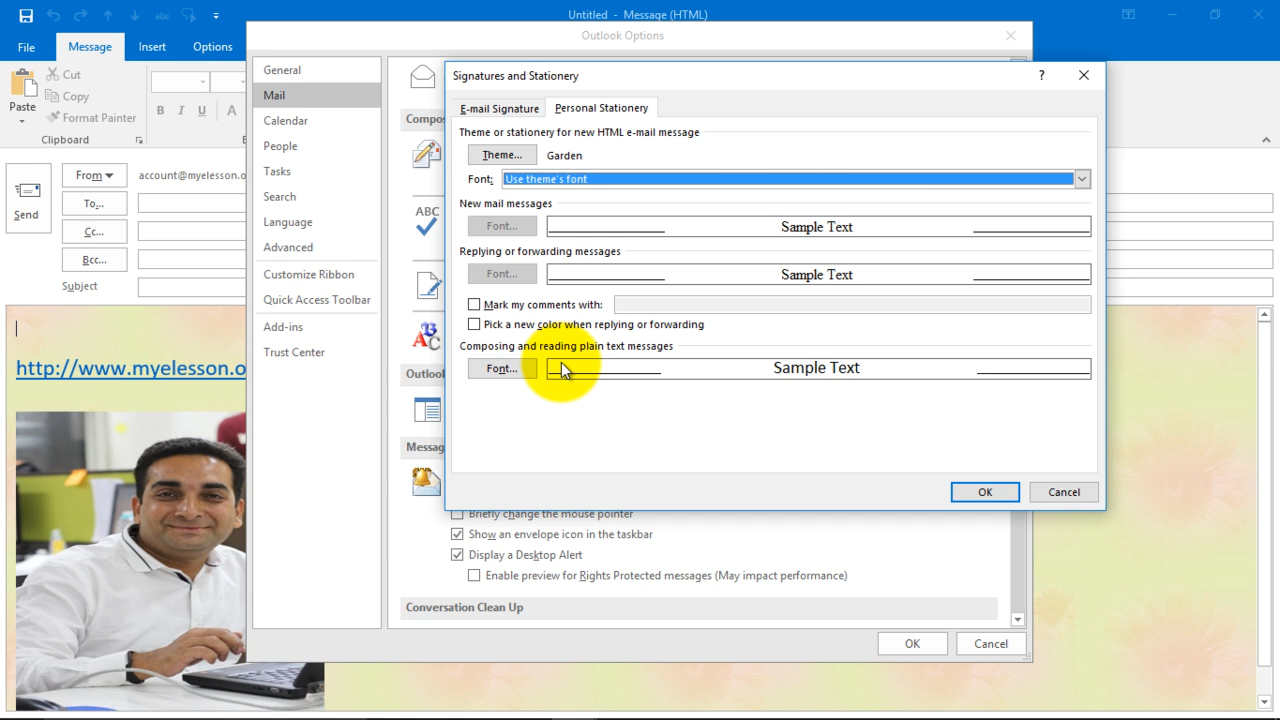 Untitled - Message (HTML)
File Message Insert Options
Outlook Options
Cut
Copy
Format Painter
Paste
B I U A
Clipboard
From
account@myelesson.o
To...
Cc...
Bcc...
Send
Subject
http://www.myelesson.o
General
Mail
Calendar
People
Tasks
Search
Language
Advanced
Customize Ribbon
Quick Access Toolbar
Add-ins
Trust Center
Compos
ABC
Outlool
Messag
Signatures and Stationery
?
E-mail Signature Personal Stationery
Theme or stationery for new HTML e-mail message
Theme... Garden
Font: Use theme's font
New mail messages
Font... Sample Text
Replying or forwarding messages
Font... Sample Text
Mark my comments with:
Pick a new color when replying or forwarding
Composing and reading plain text messages
Font... Sample Text
OK Cancel
Briefly change the mouse pointer
Show an envelope icon in the taskbar
Display a Desktop Alert
Enable preview for Rights Protected messages (May impact performance)
Conversation Clean Up
OK Cancel